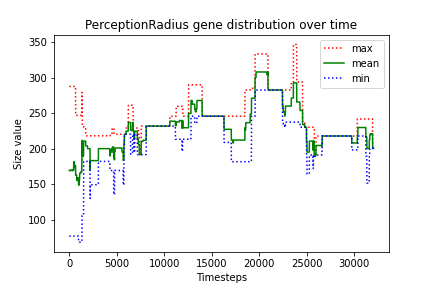 PerceptionRadius gene distribution over time
350
300
250
200
150
100
Size value
max
mean
min
0
5000
10000
15000
20000
25000
30000
Timesteps